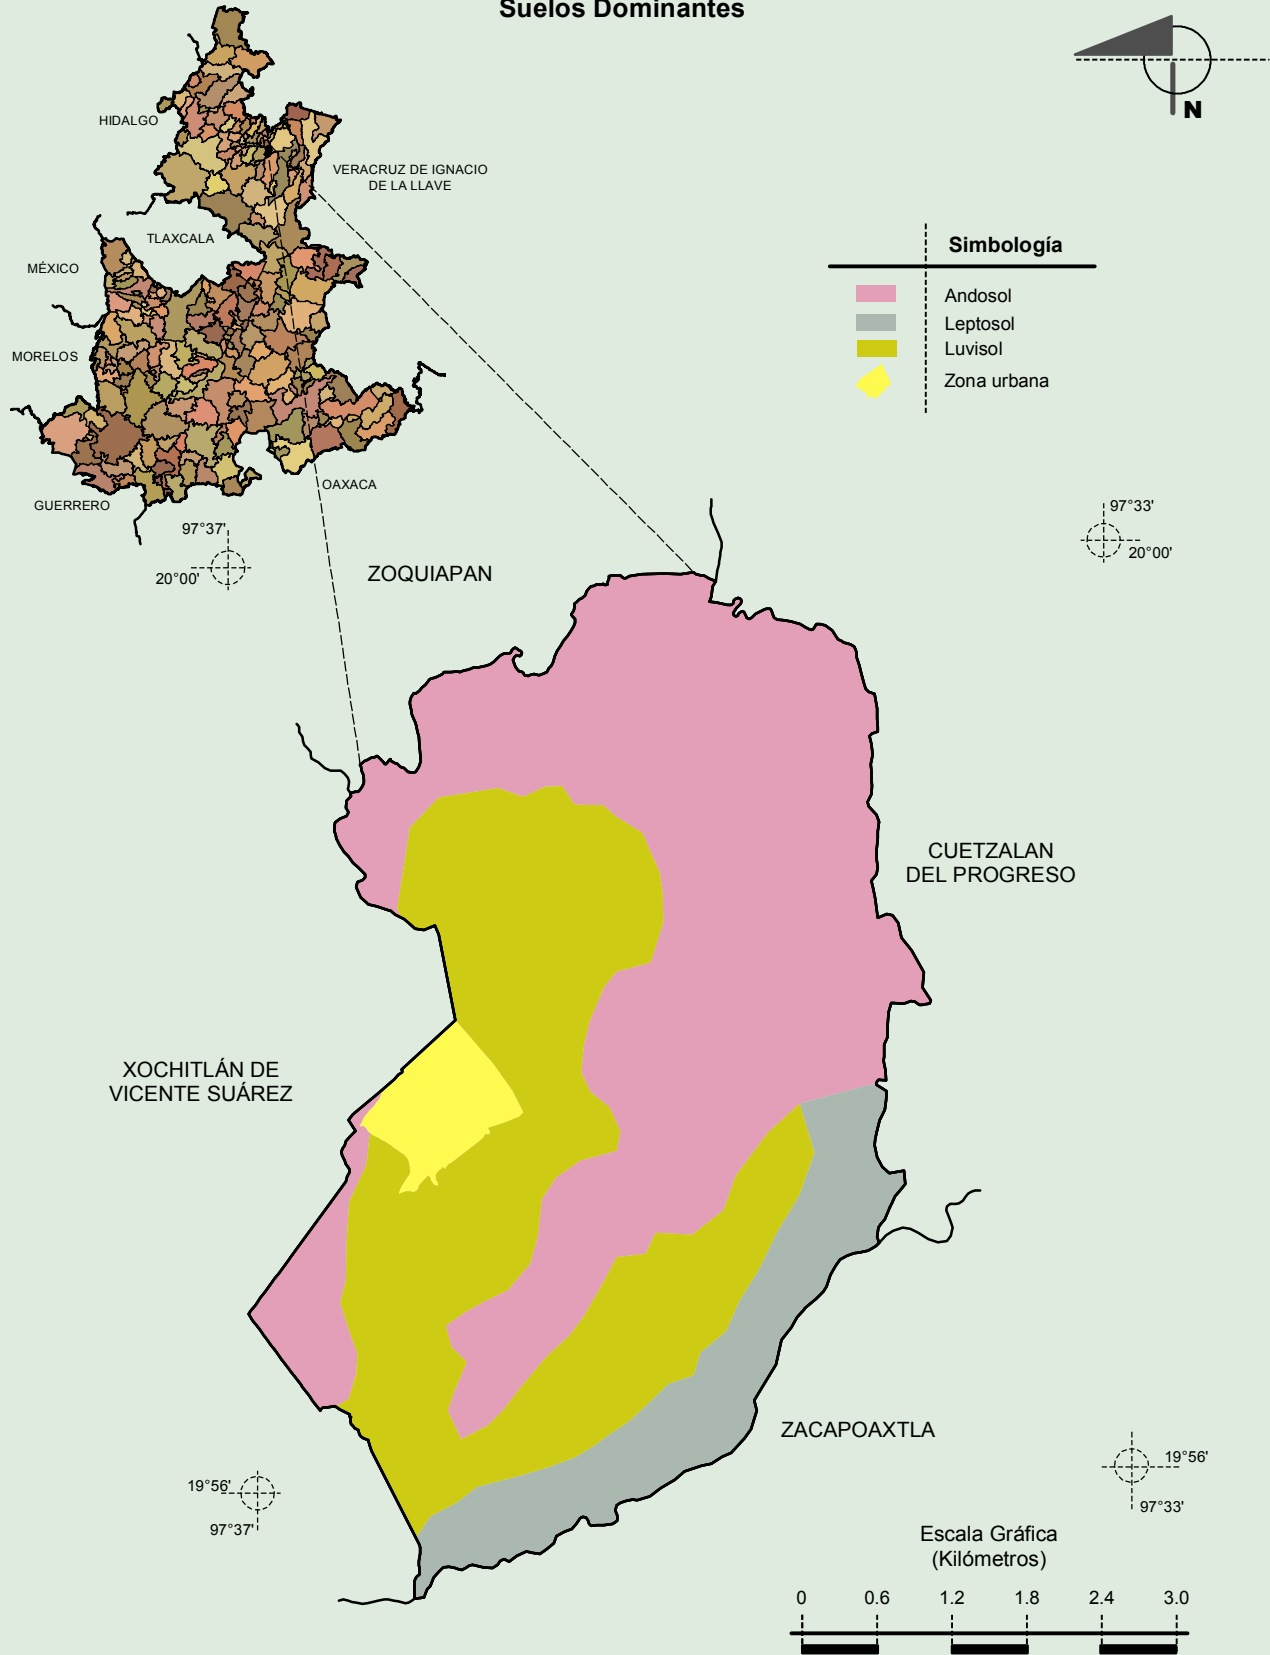 Suelos Dominantes
N
HIDALGO
VERACRUZ DE IGNACIO
DE LA LLAVE
TLAXCALA
MÉXICO
MORELOS
GUERRERO
OAXACA
Simbología
Andosol
Leptosol
Luvisol
Zona urbana
97°37'
20°00'
97°33'
20°00'
ZOQUIAPAN
CUETZALAN
DEL PROGRESO
XOCHITLÁN DE
VICENTE SUÁREZ
ZACAPOAXTLA
19°56'
97°37'
19°56'
97°33'
Escala Gráfica
(Kilómetros)
0 0.6 1.2 1.8 2.4 3.0